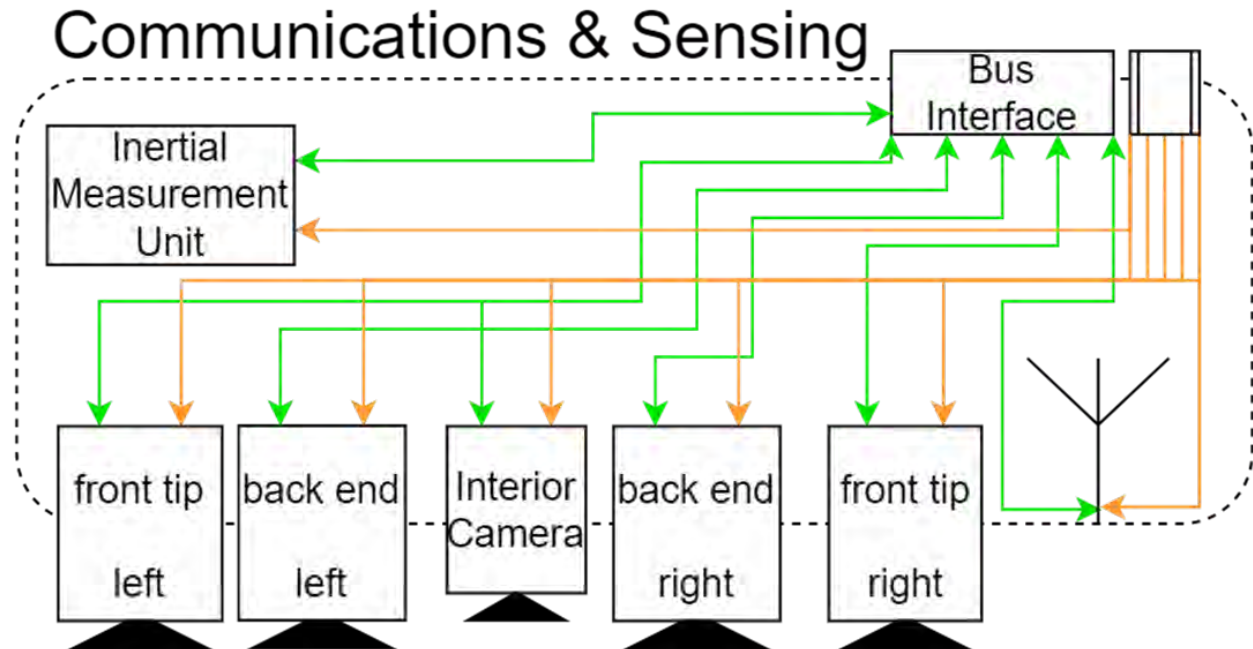 Communications & Sensing
Bus
Interface
Inertial
Measurement
Unit
front tip
left
back end
left
Interior
Camera
back end
right
front tip
right